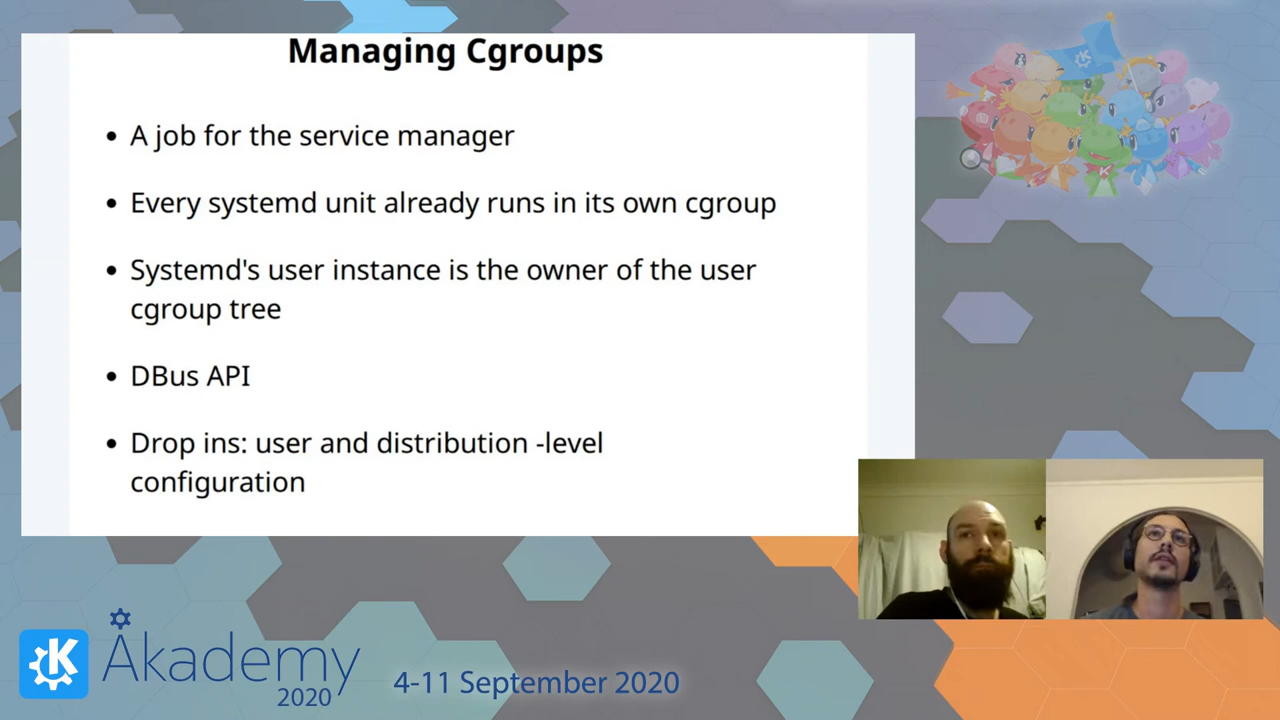 Managing Cgroups
• A job for the service manager
• Every systemd unit already runs in its own cgroup
• Systemd's user instance is the owner of the user
cgroup tree
• DBus API
• Drop ins: user and distribution -level
configuration
Akademy
2020
4-11 September 2020